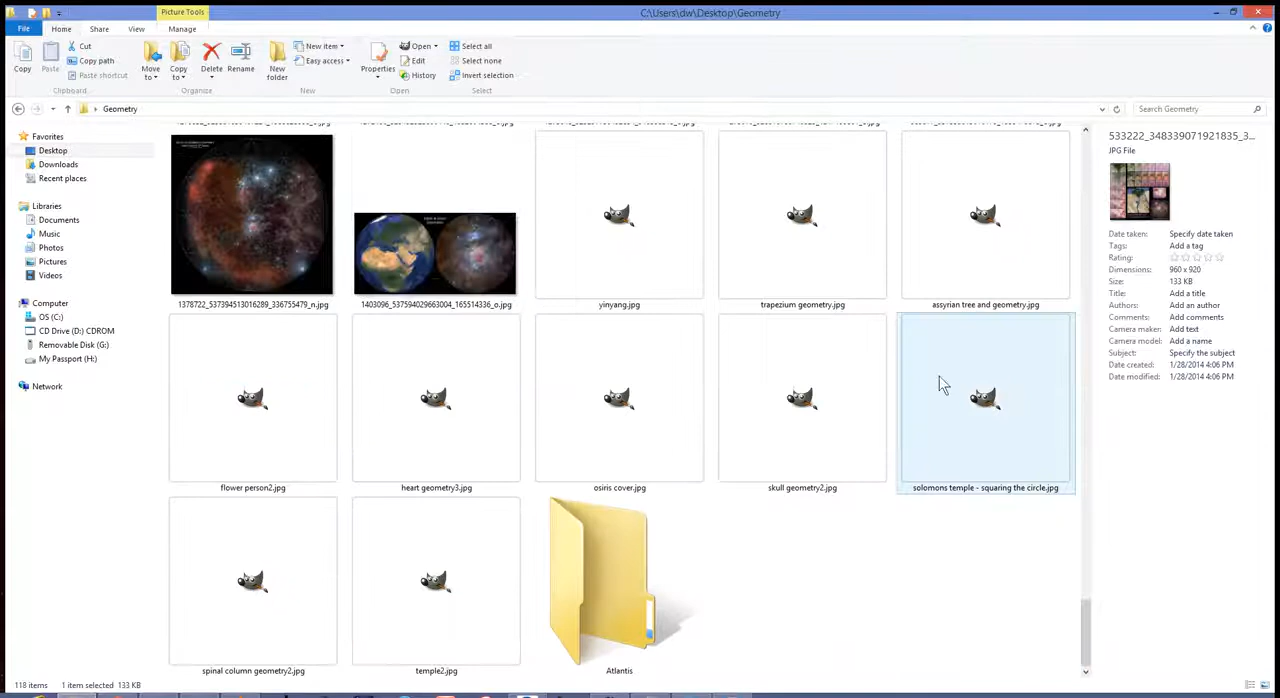 Picture Tools
C:\Users\dw\Desktop\Geometry
File Home Share View Manage
Copy Paste Cut Copy path Paste shortcut
Move to Copy to Delete Rename
New folder New item Easy access
Properties Open Edit History
Select all Select none Invert selection
Clipboard Organize New Open Select
Geometry
Search Geometry
Favorites
Desktop
Downloads
Recent places
Libraries
Documents
Music
Photos
Pictures
Videos
Computer
OS (C:)
CD Drive (D:) CDROM
Removable Disk (G:)
My Passport (H:)
Network
1378722_537394513016289_336755479_n.jpg
1403096_537594029663004_165514336_o.jpg
yinyang.jpg
trapezium geometry.jpg
assyrian tree and geometry.jpg
flower person2.jpg
heart geometry3.jpg
osiris cover.jpg
skull geometry2.jpg
solomons temple - squaring the circle.jpg
spinal column geometry2.jpg
temple2.jpg
Atlantis
533222_348339071921835_3...
JPG File
Date taken: Specify date taken
Tags: Add a tag
Rating:
Dimensions: 960 x 920
Size: 133 KB
Title: Add a title
Authors: Add an author
Comments: Add comments
Camera maker: Add text
Camera model: Add a name
Subject: Specify the subject
Date created: 1/28/2014 4:06 PM
Date modified: 1/28/2014 4:06 PM
118 items 1 item selected 133 KB